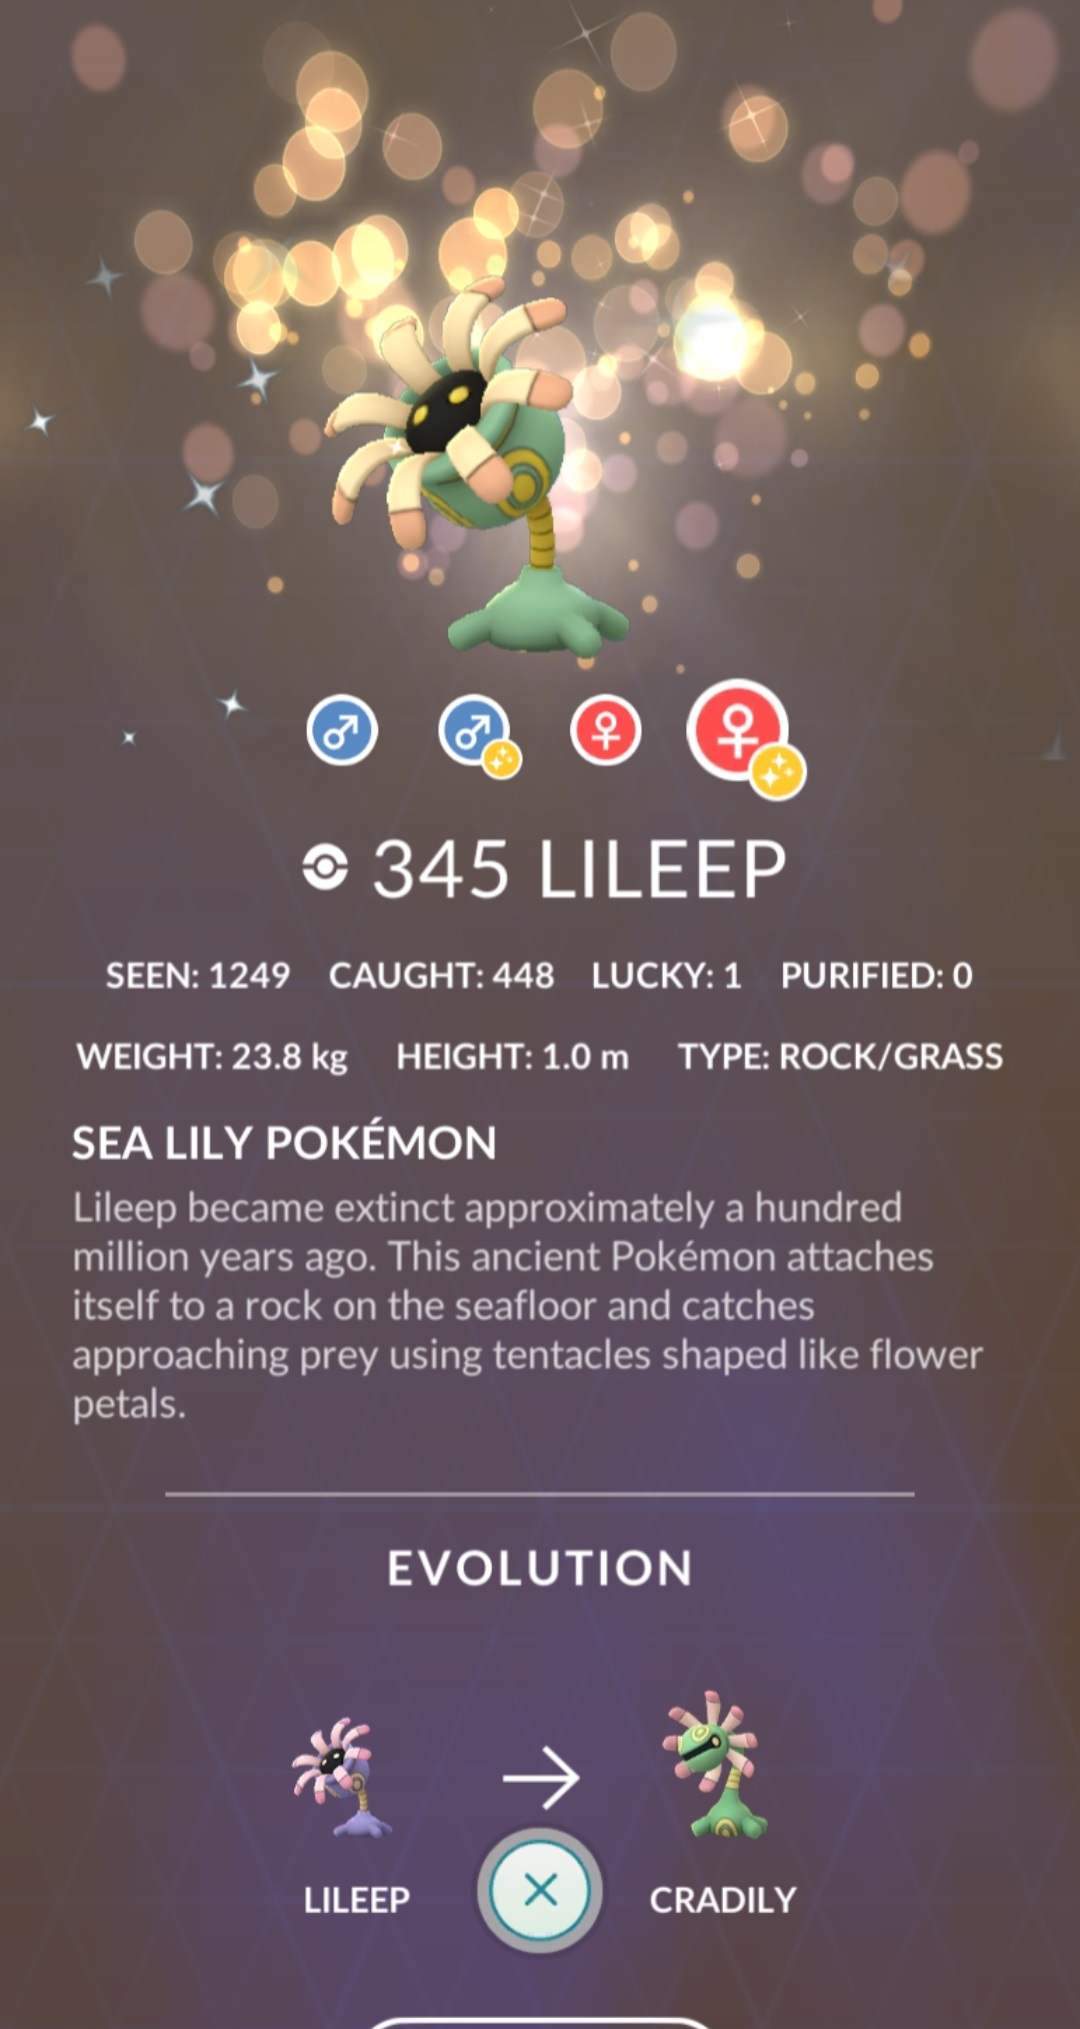 345 LILEEP
SEEN: 1249 CAUGHT: 448 LUCKY: 1 PURIFIED: 0
WEIGHT: 23.8 kg HEIGHT: 1.0 m TYPE: ROCK/GRASS
SEA LILY POKÉMON
Lileep became extinct approximately a hundred
million years ago. This ancient Pokémon attaches
itself to a rock on the seafloor and catches
approaching prey using tentacles shaped like flower
petals.
EVOLUTION
LILEEP CRADILY